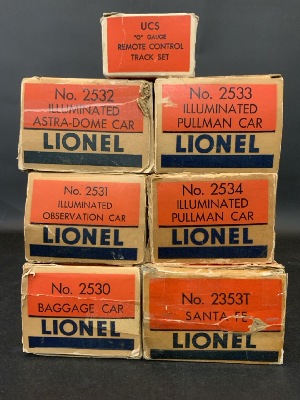 UCS
"O" GAUGE
REMOTE CONTROL
TRACK SET
No. 2532
ILLUMINATED
ASTRA-DOME CAR
LIONEL
No. 2533
ILLUMINATED
PULLMAN CAR
LIONEL
No. 2531
ILLUMINATED
OBSERVATION CAR
LIONEL
No. 2534
ILLUMINATED
PULLMAN CAR
LIONEL
No. 2530
BAGGAGE CAR
LIONEL
No. 2353T
SANTA FE
LIONEL